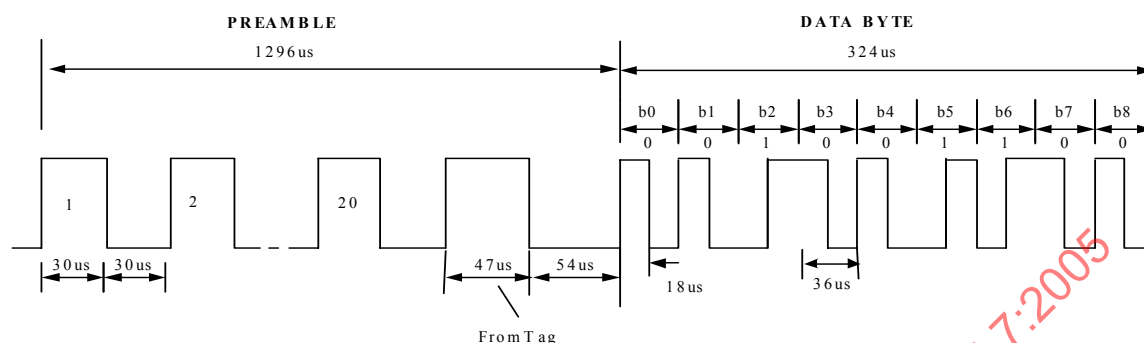 PREAMBLE DATA BYTE
1296us 324us
b0 b1 b2 b3 b4 b5 b6 b7 b8
0 0 1 0 0 1 1 0 0
1 2 20
30us 30us 47us 54us
18us 36us
From Tag
7:2005